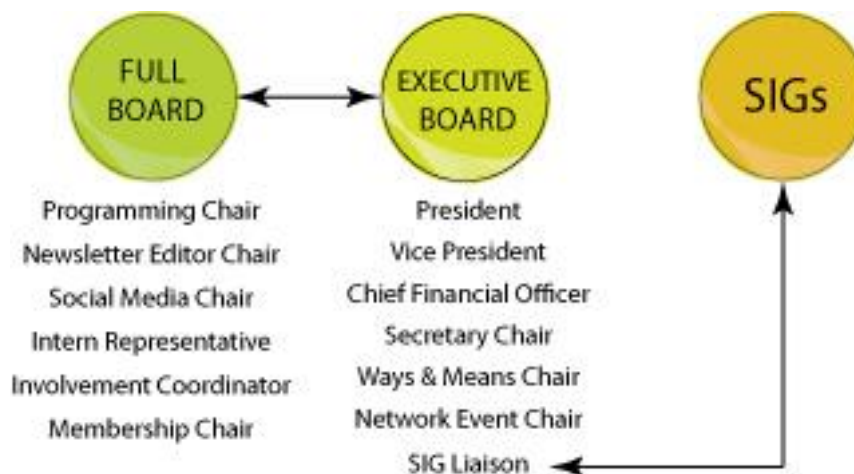 FULL
BOARD
EXECUTIVE
BOARD
SIGs
Programming Chair
Newsletter Editor Chair
Social Media Chair
Intern Representative
Involvement Coordinator
Membership Chair
President
Vice President
Chief Financial Officer
Secretary Chair
Ways & Means Chair
Network Event Chair
SIG Liaison